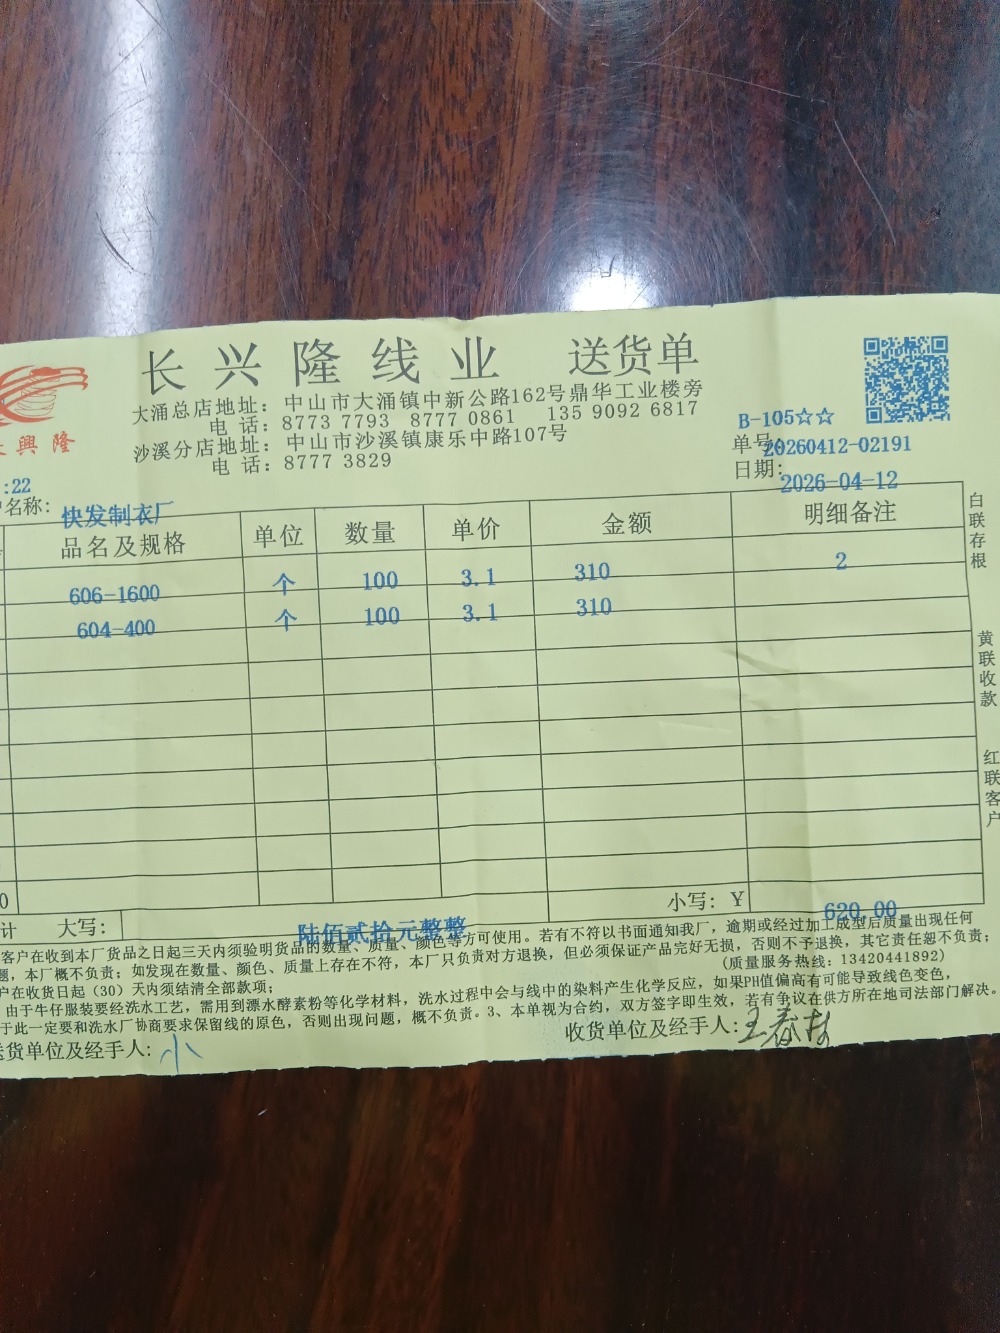 长兴隆线业 送货单
大涌总店地址：中山市大涌镇中新公路162号鼎华工业楼旁
电 话：8773 7793 8777 0861 135 9092 6817
沙溪分店地址：中山市沙溪镇康乐中路107号
电 话：8777 3829
興隆
B-105☆☆
单号:20260412-02191
日期:2026-04-12
:22
名称: 快发制衣厂
品名及规格 单位 数量 单价 金额 明细备注
606-1600 个 100 3.1 310 2
604-400 个 100 3.1 310
白联存根
黄联收款
红联客户
0
计 大写: 陆佰贰拾元整整 小写: ¥ 620.00
客户在收到本厂货品之日起三天内须验明货品的数量、质量、颜色等方可使用。若有不符以书面通知我厂，逾期或经过加工成型后质量出现任何
题，本厂概不负责；如发现在数量、颜色、质量上存在不符，本厂只负责对方退换，但必须保证产品完好无损，否则不予退换，其它责任恕不负责；
户在收货日起（30）天内须结清全部款项； (质量服务热线：13420441892)
由于牛仔服装要经洗水工艺，需用到漂水酵素粉等化学材料，洗水过程中会与线中的染料产生化学反应，如果PH值偏高有可能导致线色变色，
于此一定要和洗水厂协商要求保留线的原色，否则出现问题，概不负责。3、本单视为合约，双方签字即生效，若有争议在供方所在地司法部门解决。
送货单位及经手人: 小 收货单位及经手人: 王春